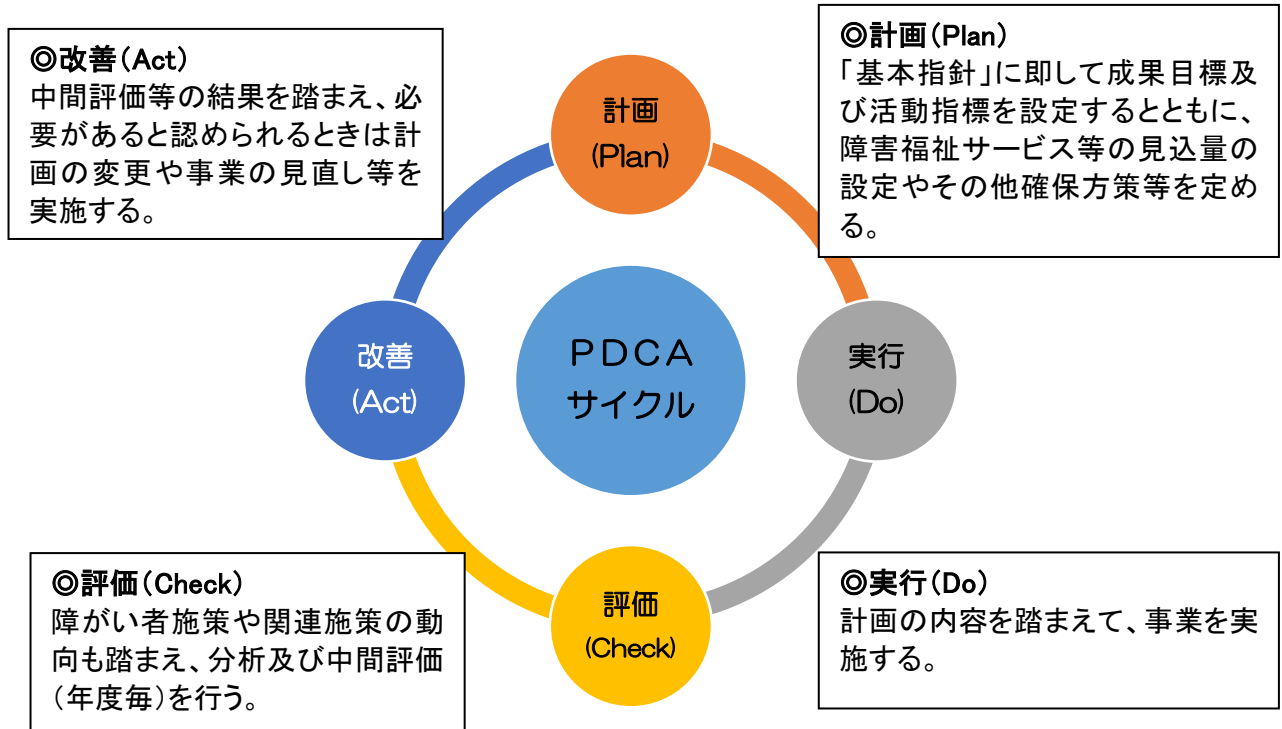 ◎改善(Act)
中間評価等の結果を踏まえ、必
要があると認められるときは計
画の変更や事業の見直し等を
実施する。
計画
(Plan)
◎計画(Plan)
「基本指針」に即して成果目標及
び活動指標を設定するとともに、
障害福祉サービス等の見込量の
設定やその他確保方策等を定め
る。
改善
(Act)
PDCA
サイクル
実行
(Do)
◎評価(Check)
障がい者施策や関連施策の動
向も踏まえ、分析及び中間評価
(年度毎)を行う。
評価
(Check)
◎実行(Do)
計画の内容を踏まえて、事業を実
施する。